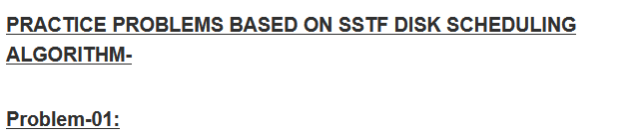 PRACTICE PROBLEMS BASED ON SSTF DISK SCHEDULING
ALGORITHM-
Problem-01: